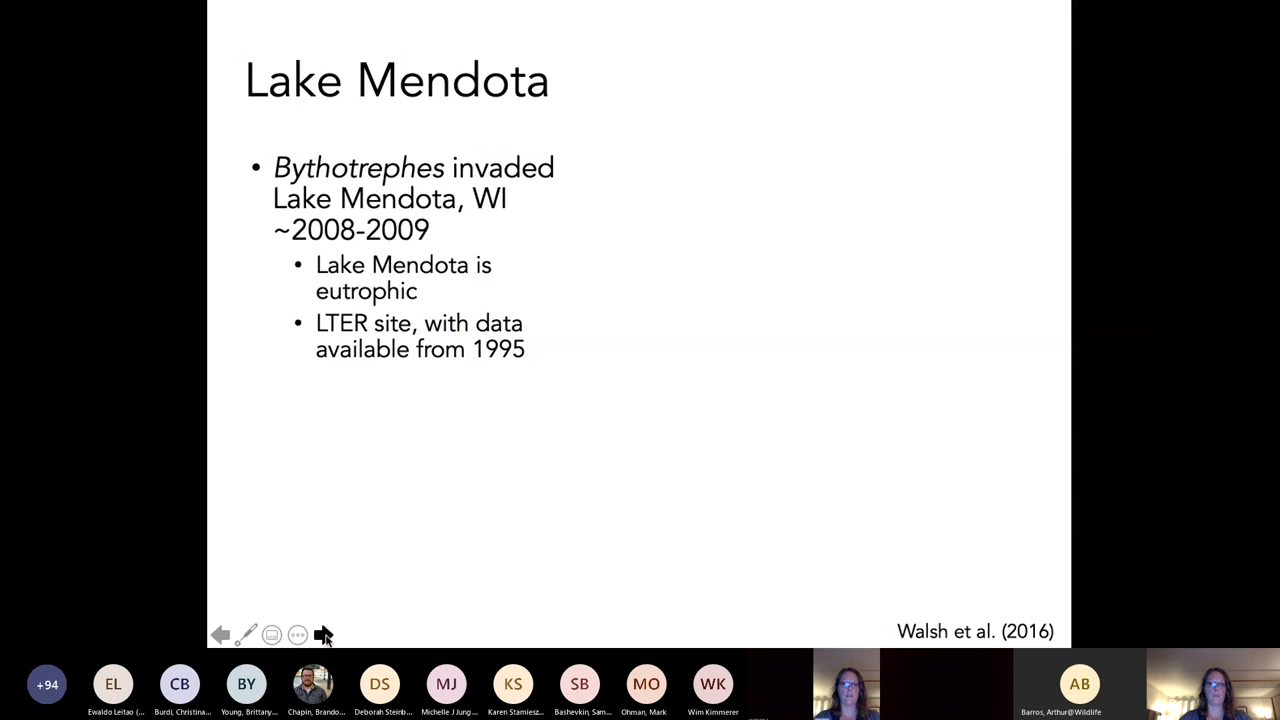 Lake Mendota
• Bythotrephes invaded
Lake Mendota, WI
~2008-2009
• Lake Mendota is
eutrophic
• LTER site, with data
available from 1995
Walsh et al. (2016)
+94
EL
CB
BY
DS
MJ
KS
SB
MO
WK
AB
Ewaldo Leitao (...
Burdi, Christina...
Young, Brittany...
Chapin, Brando...
Deborah Steinb...
Michelle J Jung...
Karen Stamiesz...
Bashevkin, Sam...
Ohman, Mark
Wim Kimmerer
Barros, Arthur@Wildlife